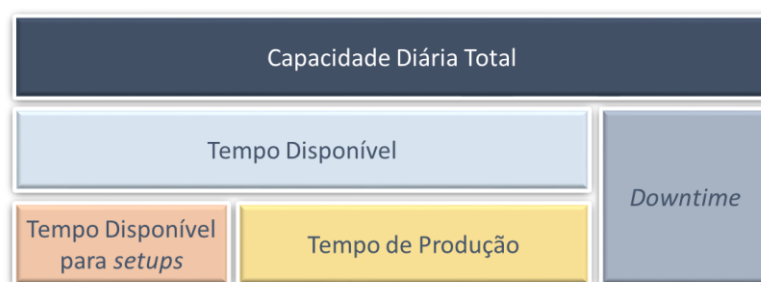 Capacidade Diária Total
Tempo Disponível
Downtime
Tempo Disponível
para setups
Tempo de Produção